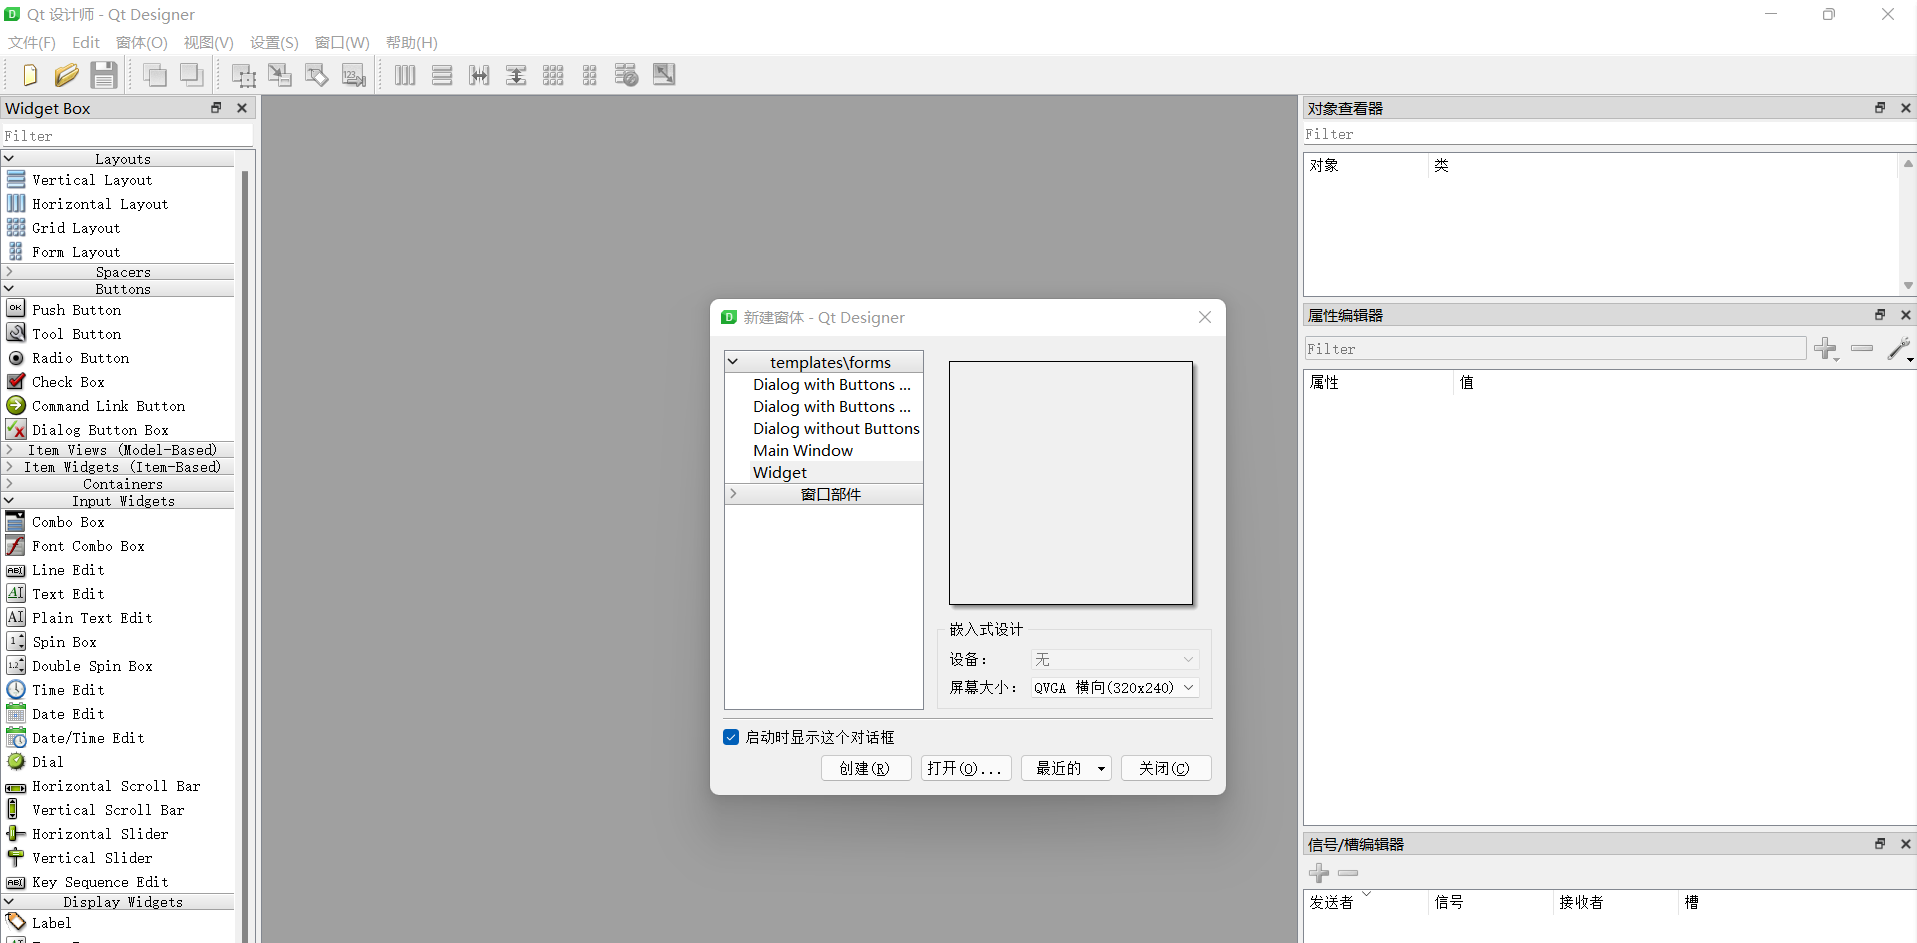 Qt 设计师 - Qt Designer
文件(F) Edit 窗体(O) 视图(V) 设置(S) 窗口(W) 帮助(H)
Widget Box
Filter
Layouts
Vertical Layout
Horizontal Layout
Grid Layout
Form Layout
Spacers
Buttons
Push Button
Tool Button
Radio Button
Check Box
Command Link Button
Dialog Button Box
Item Views (Model-Based)
Item Widgets (Item-Based)
Containers
Input Widgets
Combo Box
Font Combo Box
Line Edit
Text Edit
Plain Text Edit
Spin Box
Double Spin Box
Time Edit
Date Edit
Date/Time Edit
Dial
Horizontal Scroll Bar
Vertical Scroll Bar
Horizontal Slider
Vertical Slider
Key Sequence Edit
Display Widgets
Label
新建窗体 - Qt Designer
templates\forms
Dialog with Buttons ...
Dialog with Buttons ...
Dialog without Buttons
Main Window
Widget
窗口部件
嵌入式设计
设备： 无
屏幕大小： QVGA 横向(320x240)
启动时显示这个对话框
创建(R) 打开(O)... 最近的 关闭(C)
对象查看器
Filter
对象 类
属性编辑器
Filter
属性 值
信号/槽编辑器
发送者 信号 接收者 槽